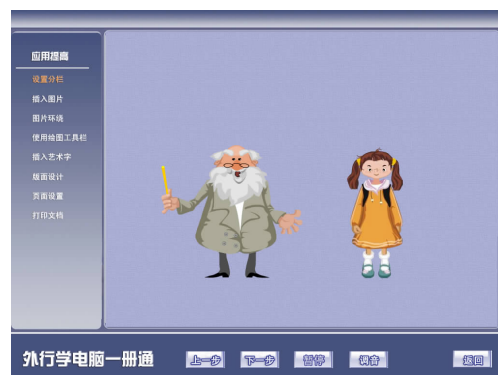 应用提高
设置分栏
插入图片
图片环绕
使用绘图工具栏
插入艺术字
版面设计
页面设置
打印文档
外行学电脑一册通
上一步
下一步
暂停
调音
返回